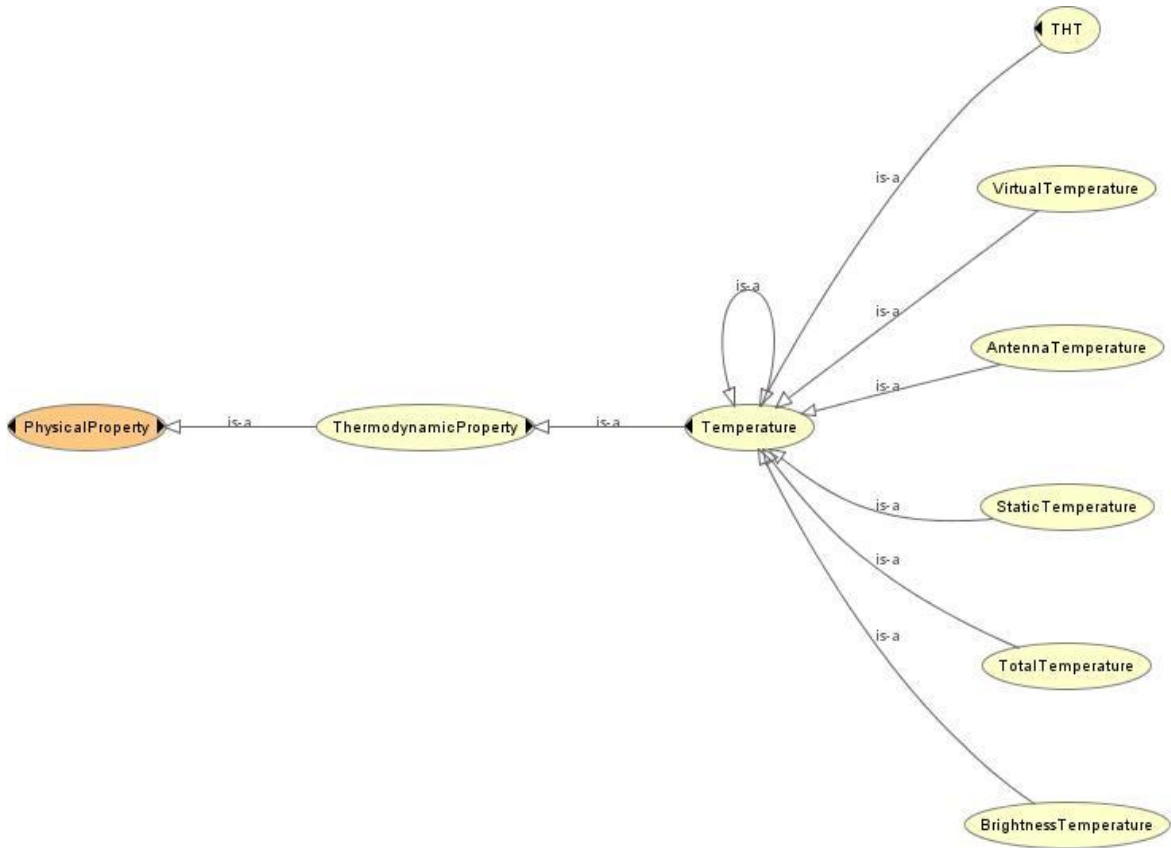 THT
is-a
VirtualTemperature
is-a
is-a
AntennaTemperature
is-a
PhysicalProperty
is-a
ThermodynamicProperty
is-a
Temperature
is-a
StaticTemperature
is-a
TotalTemperature
is-a
BrightnessTemperature